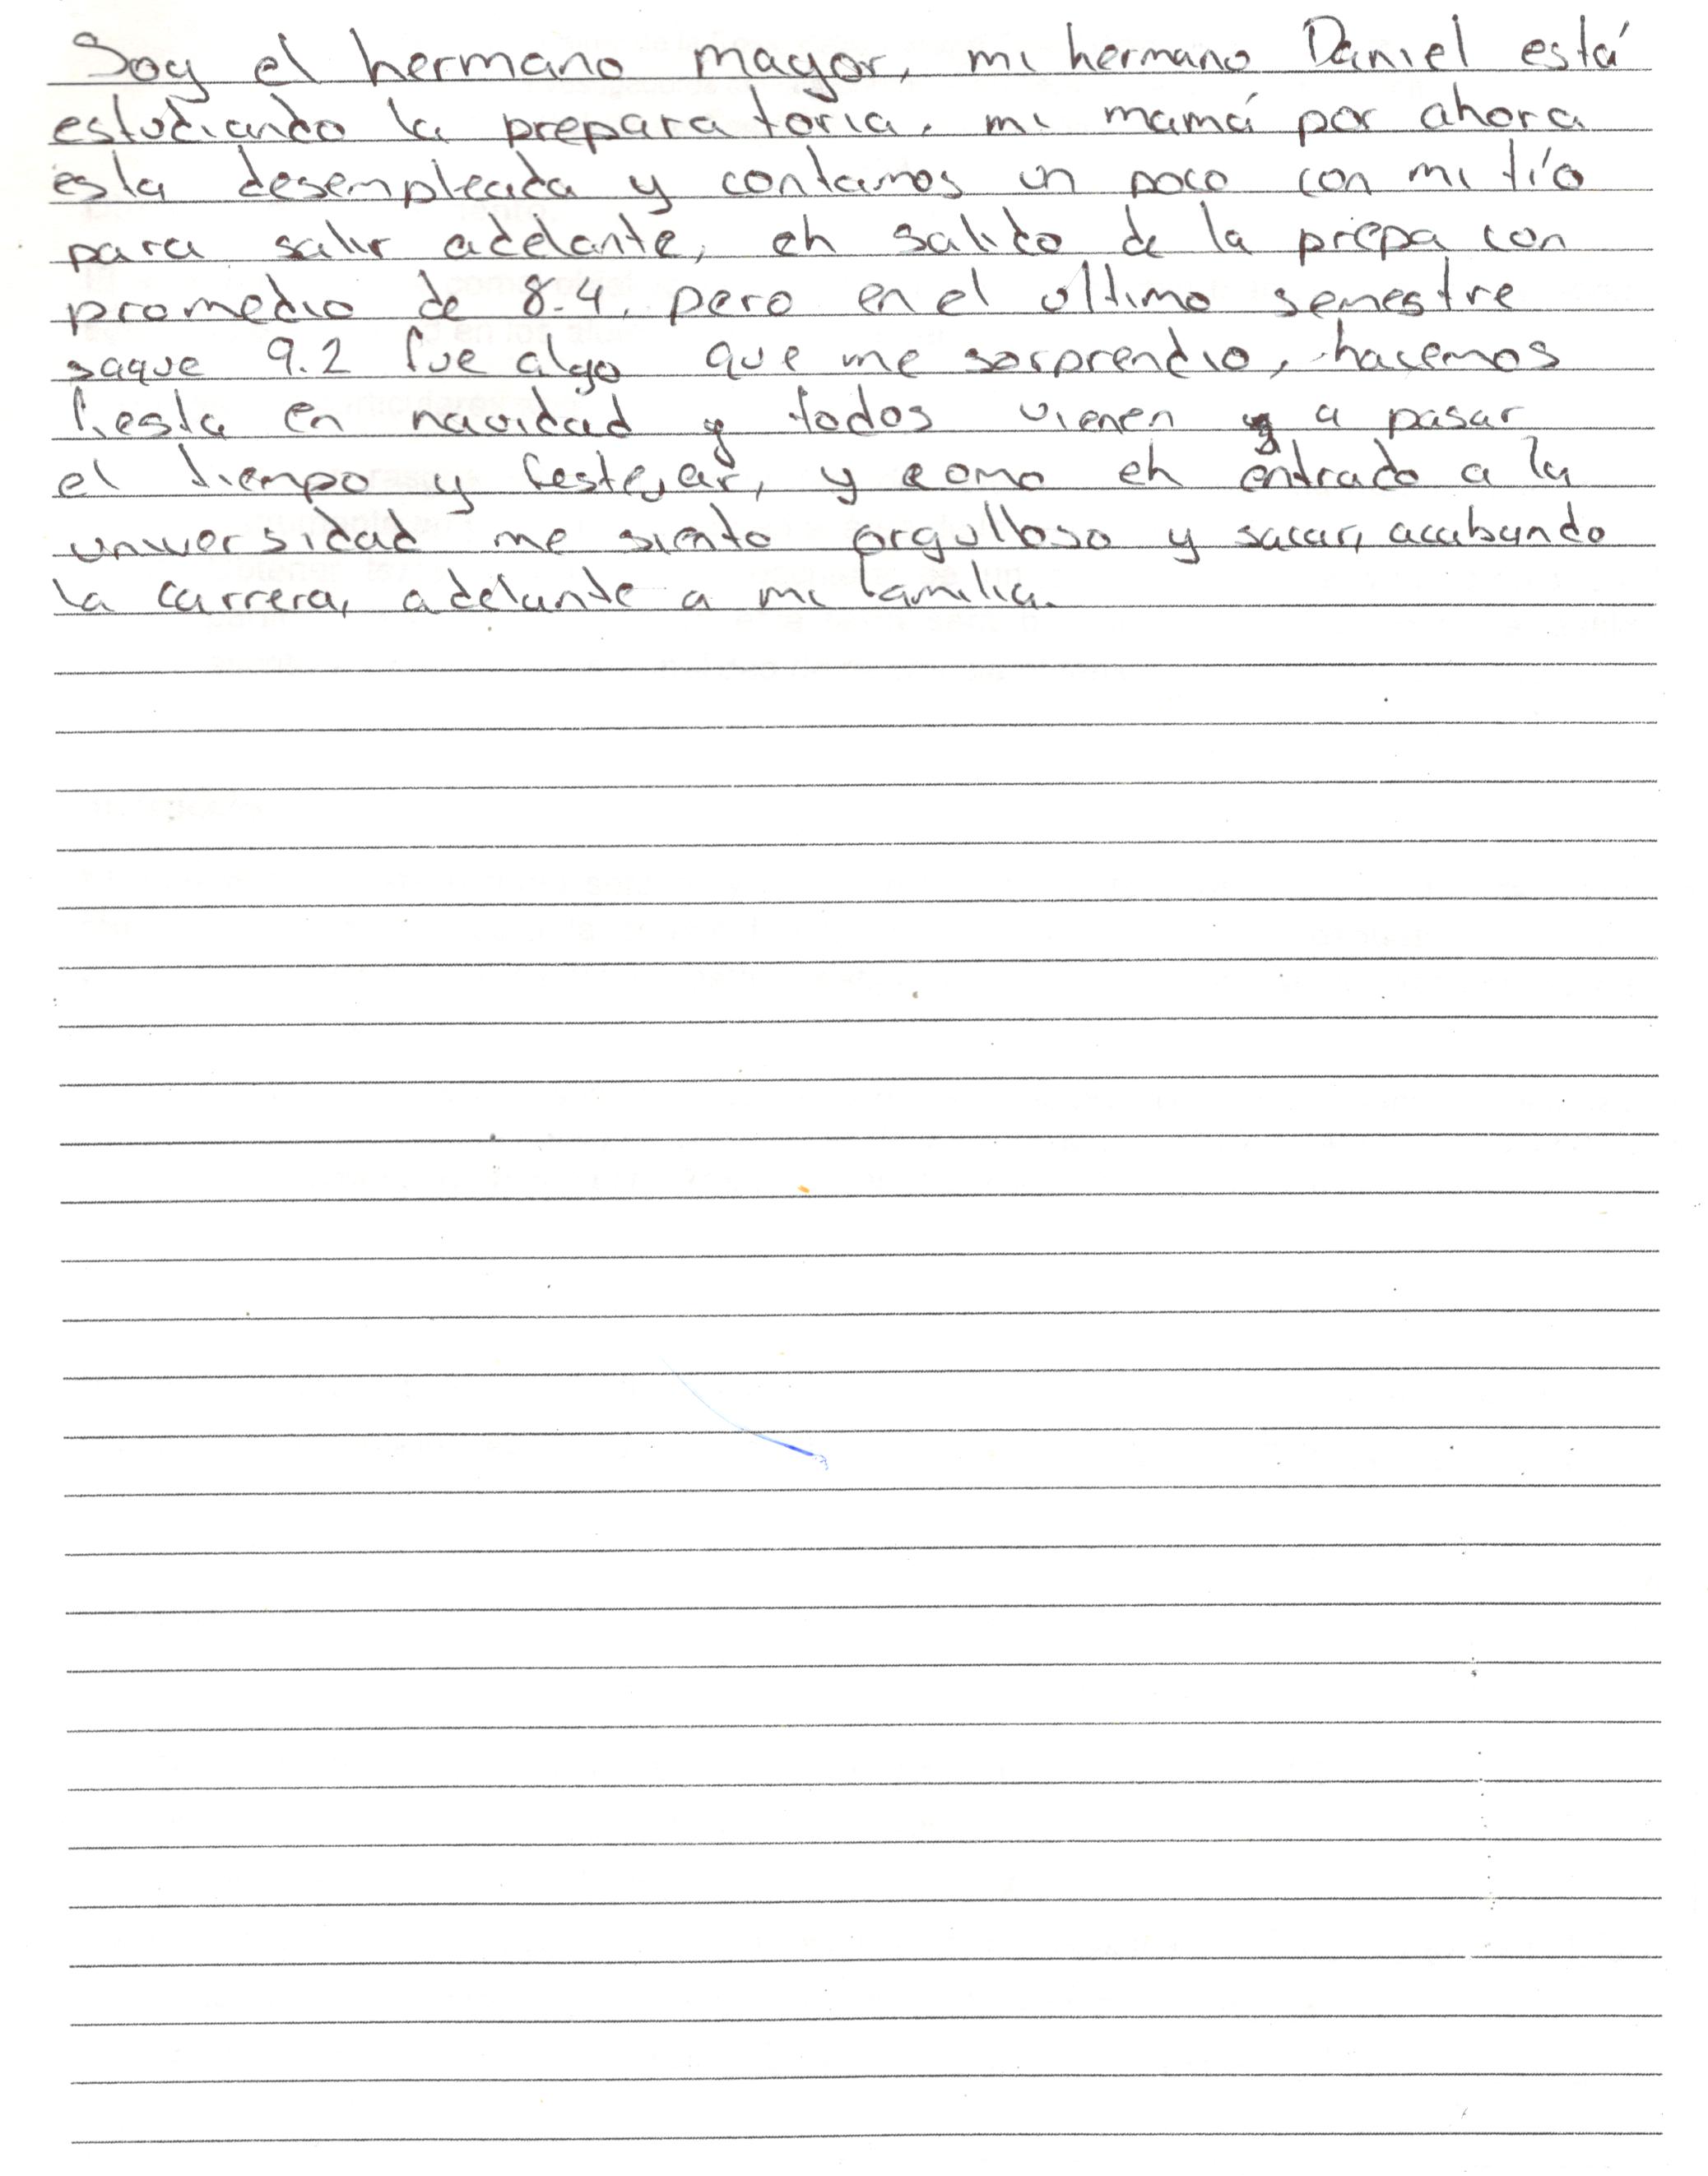 Soy el hermano mayor, mi hermano Daniel está
estudiando la preparatoria, mi mamá por ahora
esta desempleada y contamos un poco con mi tío
para salir adelante, eh salido de la prepa con
promedio de 8.4, pero en el ultimo semestre
saque 9.2 fue algo que me sorprendio, hacemos
fiesta en navidad y todos vienen a pasar
el tiempo y festejar, y como eh entrado a la
universidad me siento orgulloso y sacar, acabando
la carrera, adelante a mi familia.